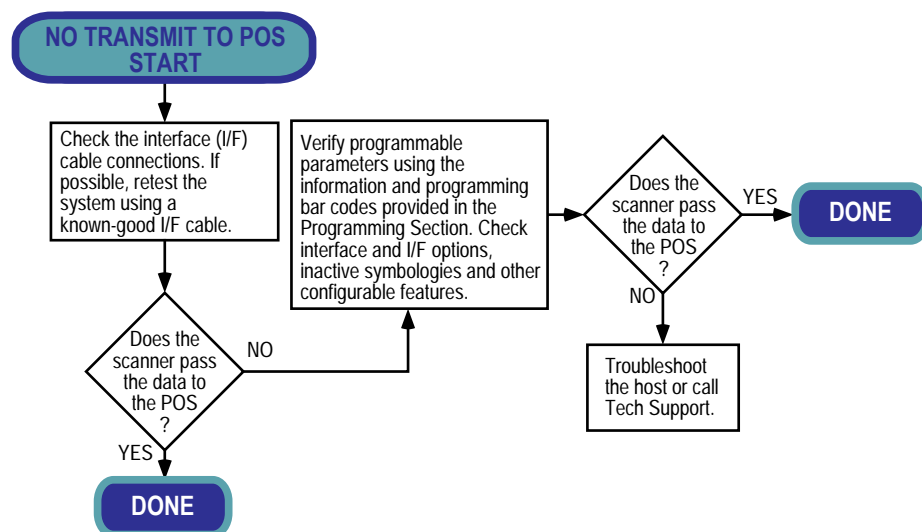 NO TRANSMIT TO POS
START
Check the interface (I/F)
cable connections. If
possible, retest the
system using a
known-good I/F cable.
Does the
scanner pass
the data to
the POS
?
YES
DONE
NO
Verify programmable
parameters using the
information and programming
bar codes provided in the
Programming Section. Check
interface and I/F options,
inactive symbologies and other
configurable features.
Does the
scanner pass
the data to
the POS
?
YES
DONE
NO
Troubleshoot
the host or call
Tech Support.